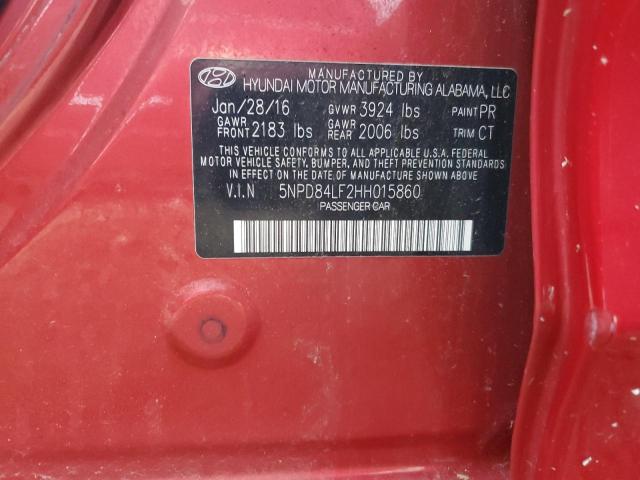 MANUFACTURED BY
HYUNDAI MOTOR MANUFACTURING ALABAMA, LLC
Jan/28/16 GVWR 3924 lbs PAINT PR
GAWR FRONT 2183 lbs GAWR REAR 2006 lbs TRIM CT
THIS VEHICLE CONFORMS TO ALL APPLICABLE U.S.A. FEDERAL
MOTOR VEHICLE SAFETY, BUMPER, AND THEFT PREVENTION STANDARDS
IN EFFECT ON THE DATE OF MANUFACTURE SHOWN ABOVE
V.I.N 5NPD84LF2HH015860
PASSENGER CAR